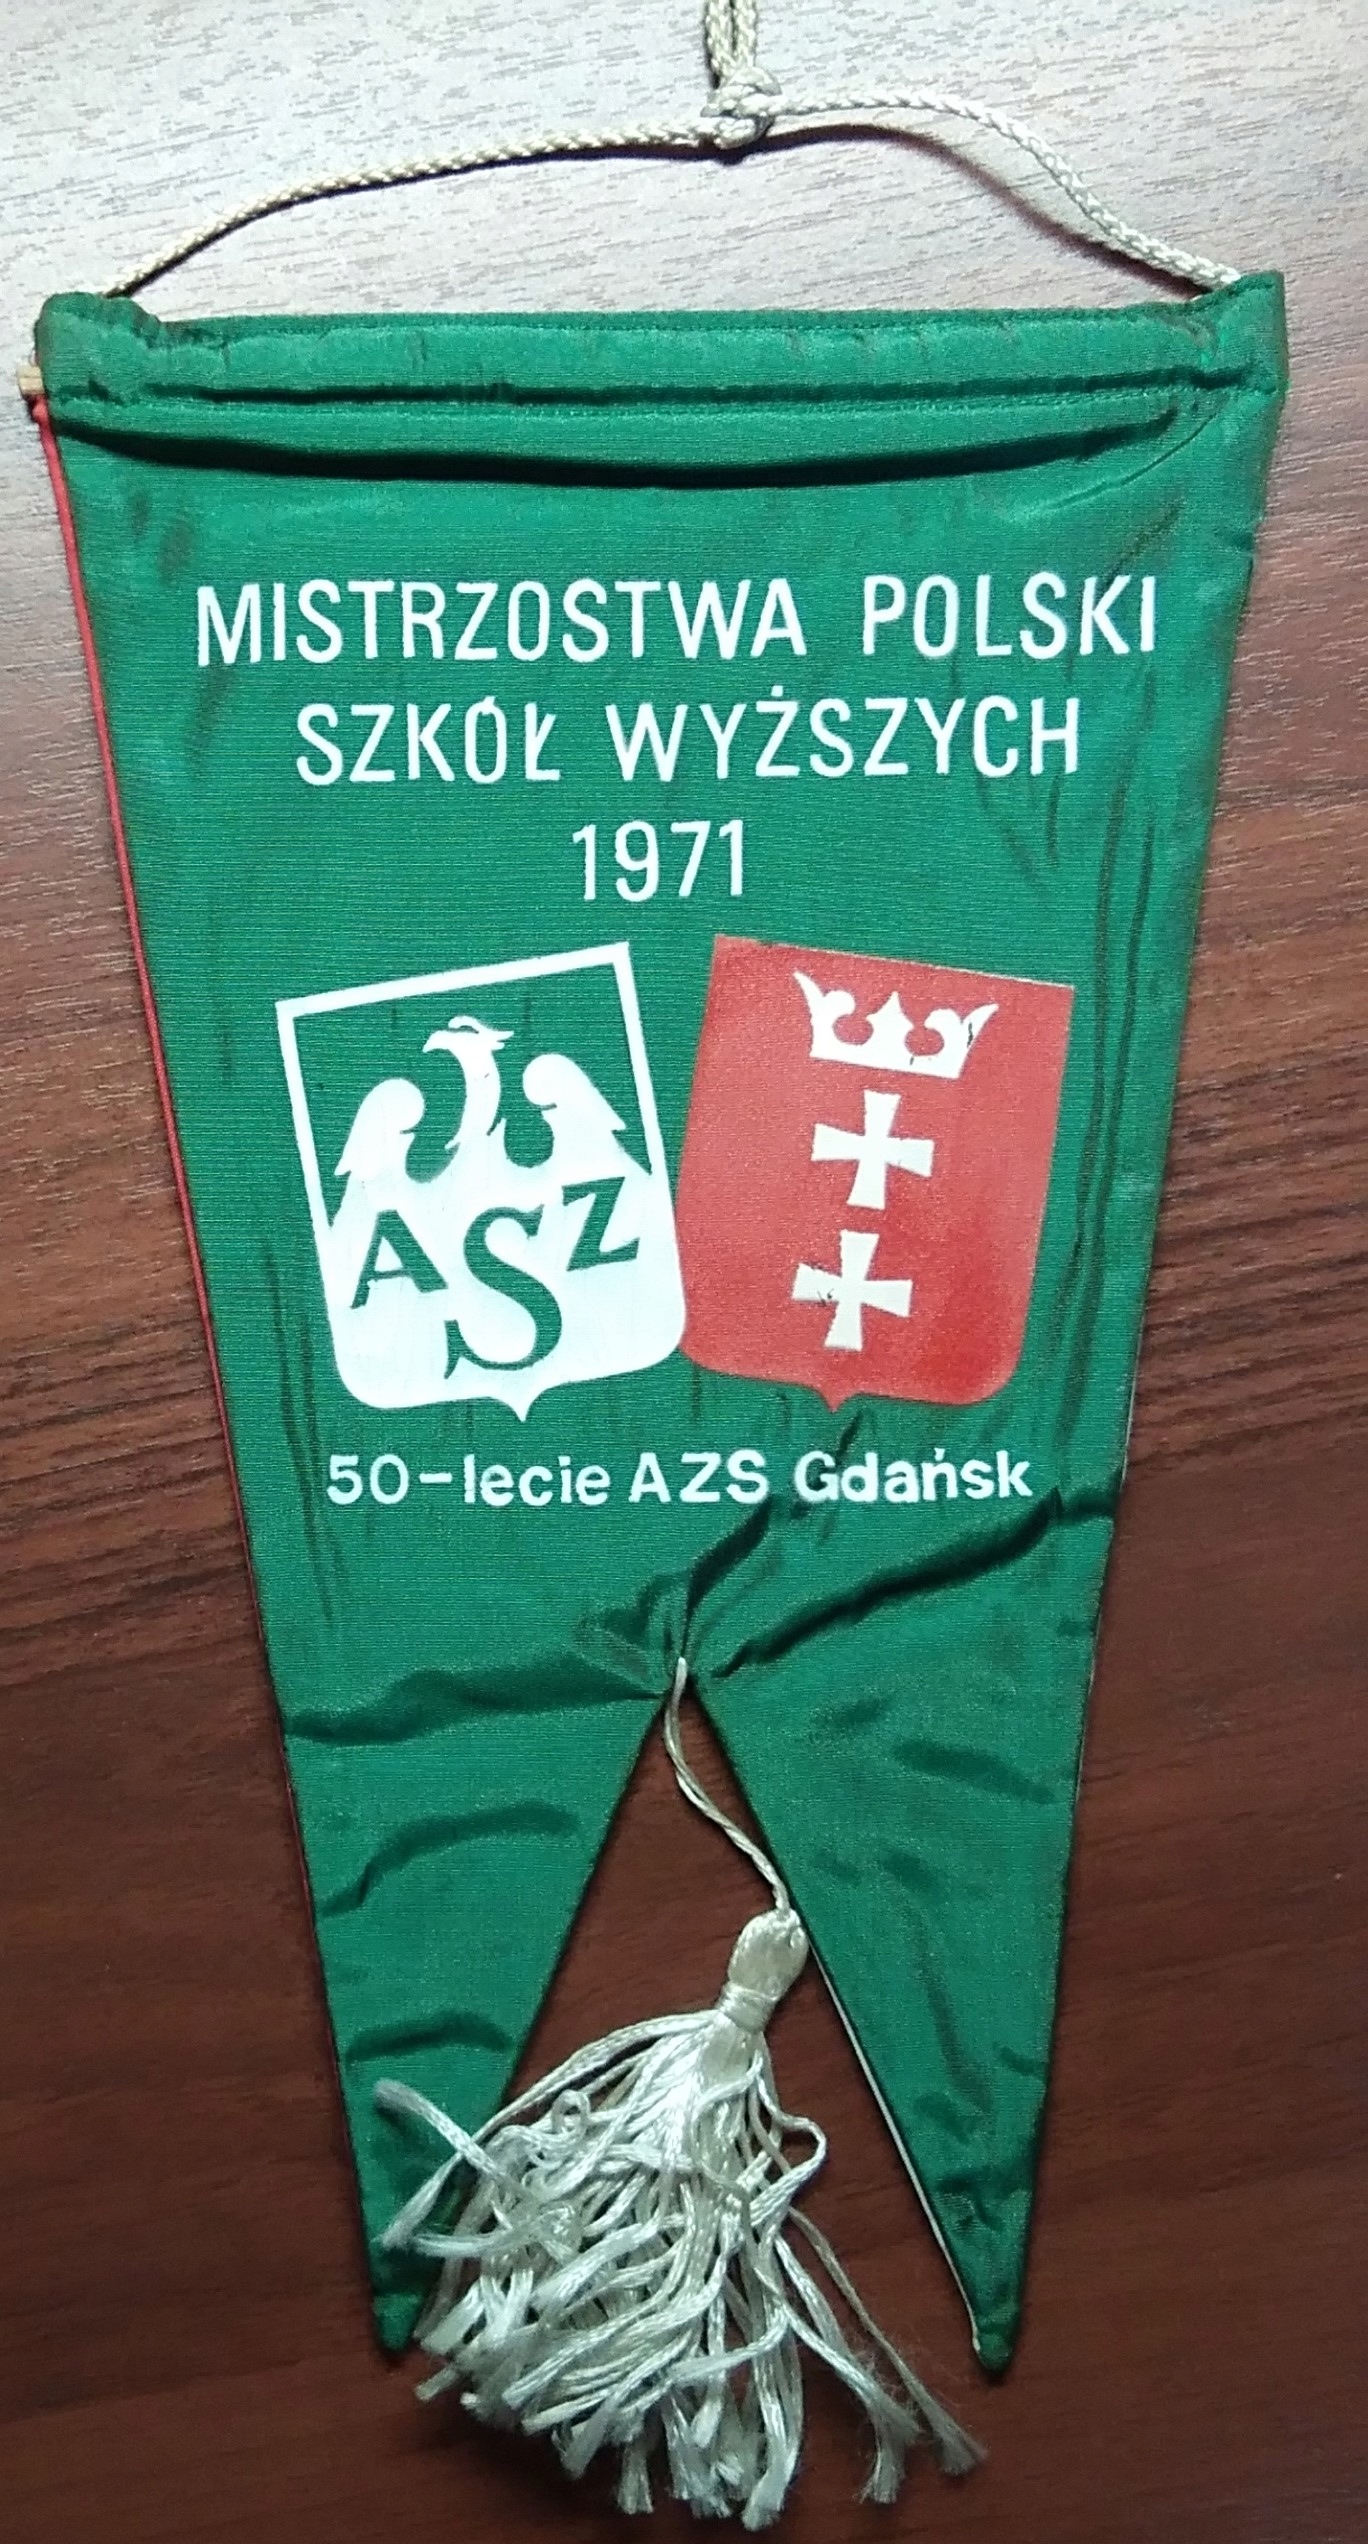 MISTRZOSTWA POLSKI
SZKÓŁ WYŻSZYCH
1971
AZS
50-lecie AZS Gdańsk